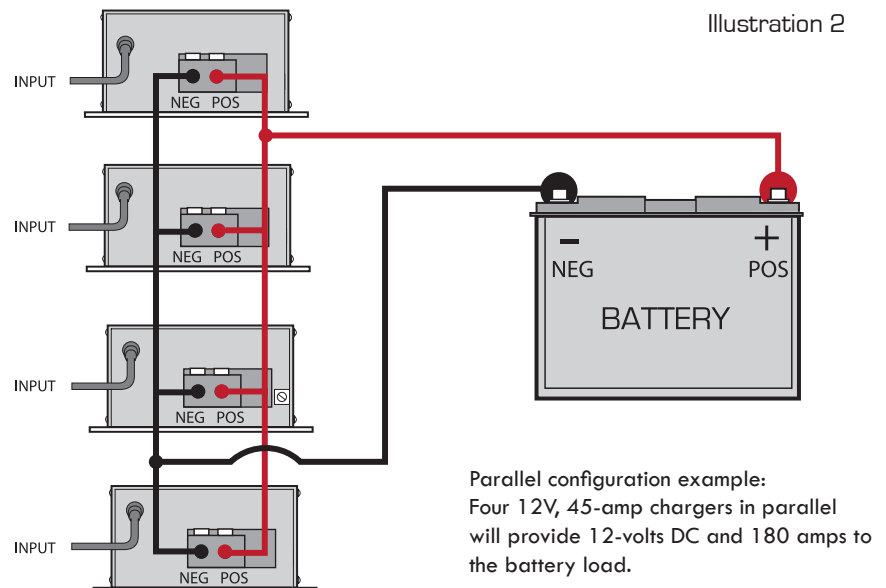 Illustration 2
INPUT
NEG POS
INPUT
NEG POS
- +
NEG POS
BATTERY
INPUT
NEG POS
Parallel configuration example:
Four 12V, 45-amp chargers in parallel
will provide 12-volts DC and 180 amps to
the battery load.
INPUT
NEG POS